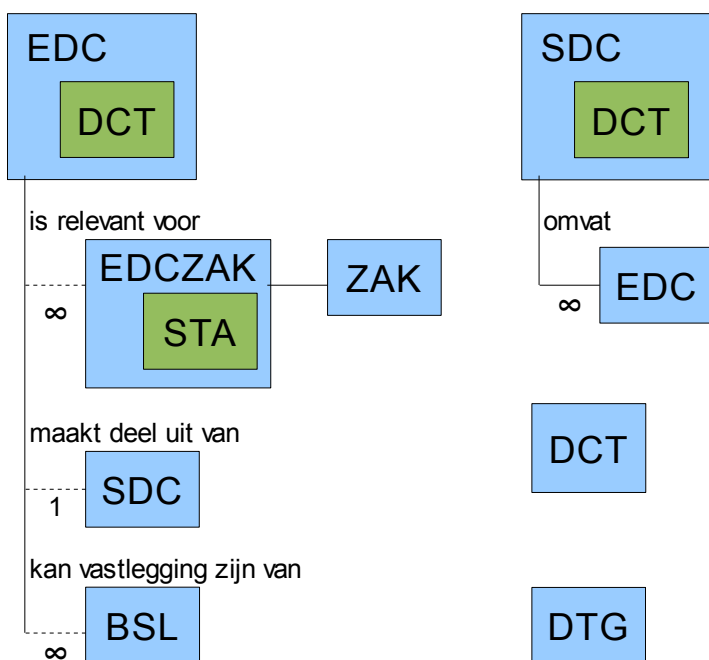 EDC
DCT
is relevant voor
EDCZAK
STA
∞
ZAK
maakt deel uit van
SDC
1
kan vastlegging zijn van
BSL
∞
SDC
DCT
omvat
EDC
∞
DCT
DTG